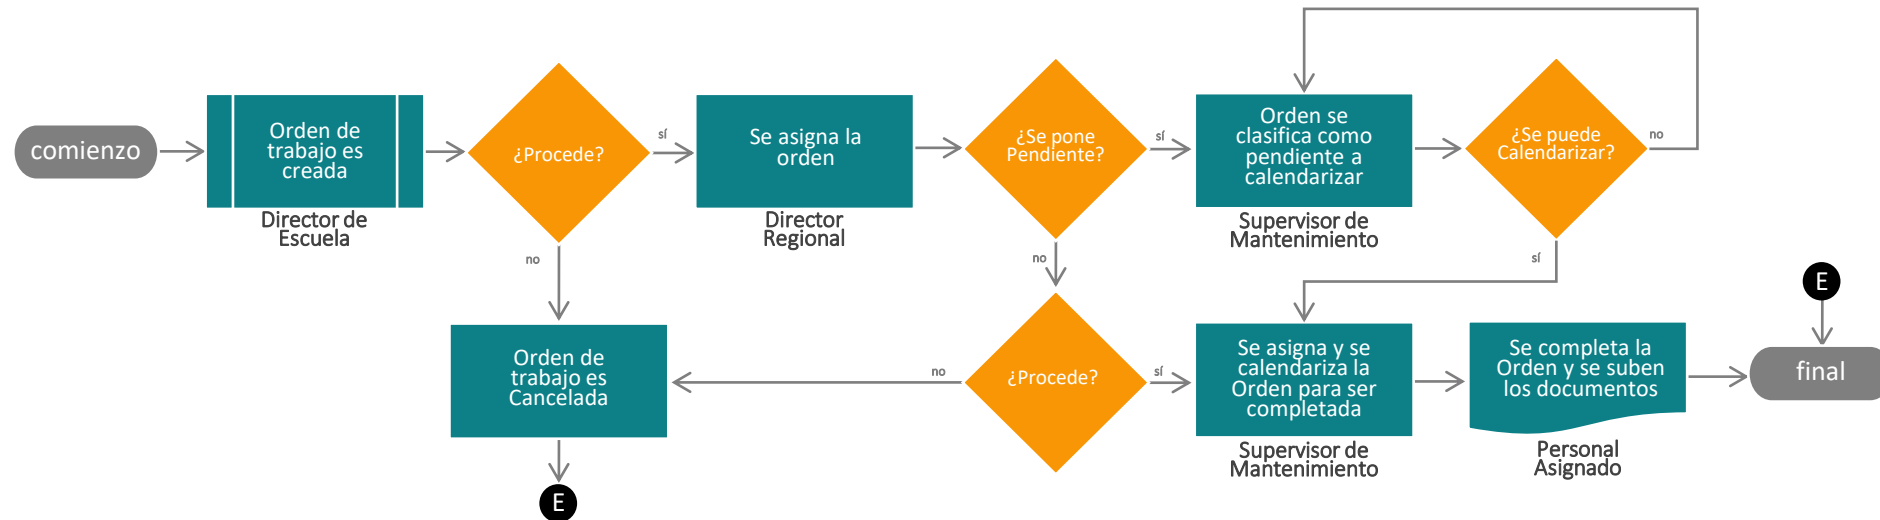 comienzo
Orden de
trabajo es
creada
Director de
Escuela
¿Procede?
sí
no
Se asigna la
orden
Director
Regional
¿Se pone
Pendiente?
sí
no
Orden se
clasifica como
pendiente a
calendarizar
Supervisor de
Mantenimiento
¿Se puede
Calendarizar?
no
sí
Orden de
trabajo es
Cancelada
E
no
¿Procede?
sí
Se asigna y se
calendariza la
Orden para ser
completada
Supervisor de
Mantenimiento
Se completa la
Orden y se suben
los documentos
Personal
Asignado
E
final